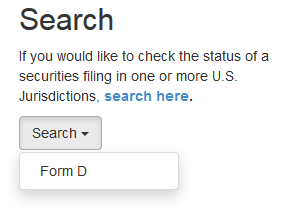 Search
If you would like to check the status of a
securities filing in one or more U.S.
Jurisdictions, search here.
Search
Form D